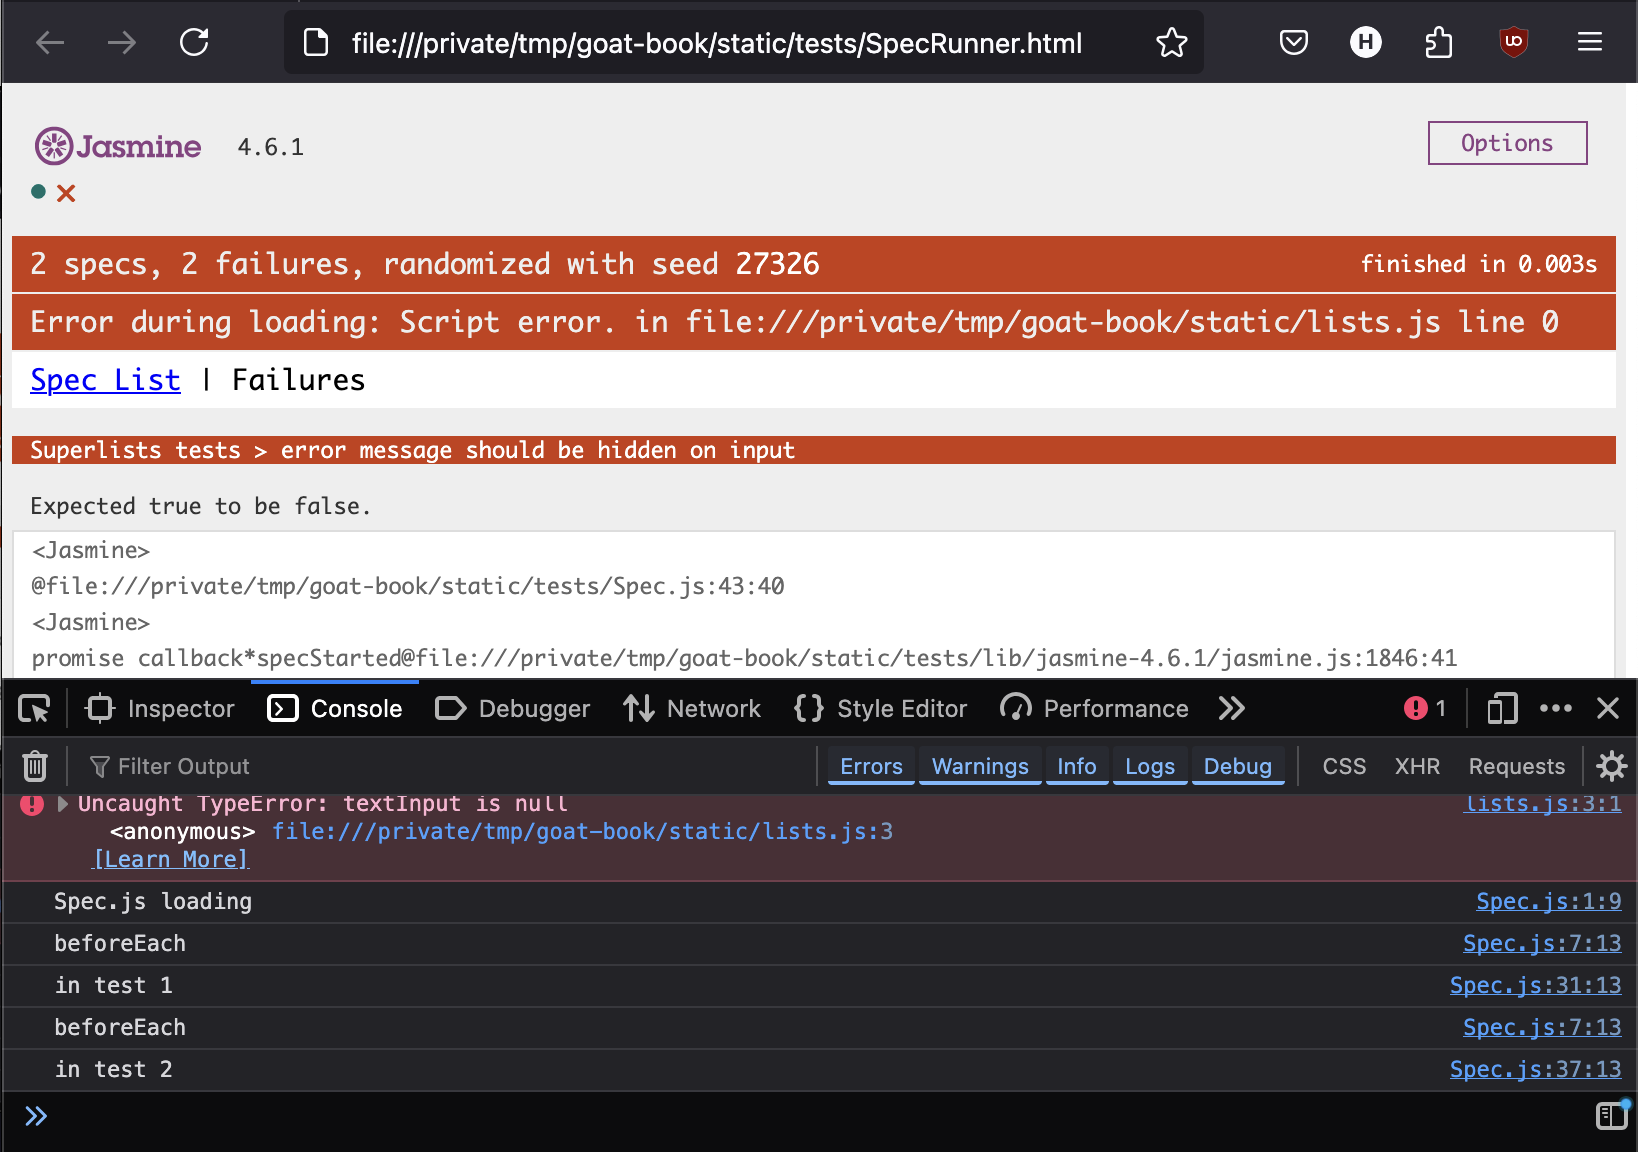 file:///private/tmp/goat-book/static/tests/SpecRunner.html
H
Jasmine 4.6.1
Options
2 specs, 2 failures, randomized with seed 27326
finished in 0.003s
Error during loading: Script error. in file:///private/tmp/goat-book/static/lists.js line 0
Spec List | Failures
Superlists tests > error message should be hidden on input
Expected true to be false.
<Jasmine>
@file:///private/tmp/goat-book/static/tests/Spec.js:43:40
<Jasmine>
promise callback*specStarted@file:///private/tmp/goat-book/static/tests/lib/jasmine-4.6.1/jasmine.js:1846:41
Inspector Console Debugger Network {} Style Editor Performance 1
Filter Output Errors Warnings Info Logs Debug CSS XHR Requests
Uncaught TypeError: textInput is null lists.js:3:1
<anonymous> file:///private/tmp/goat-book/static/lists.js:3
[Learn More]
Spec.js loading Spec.js:1:9
beforeEach Spec.js:7:13
in test 1 Spec.js:31:13
beforeEach Spec.js:7:13
in test 2 Spec.js:37:13